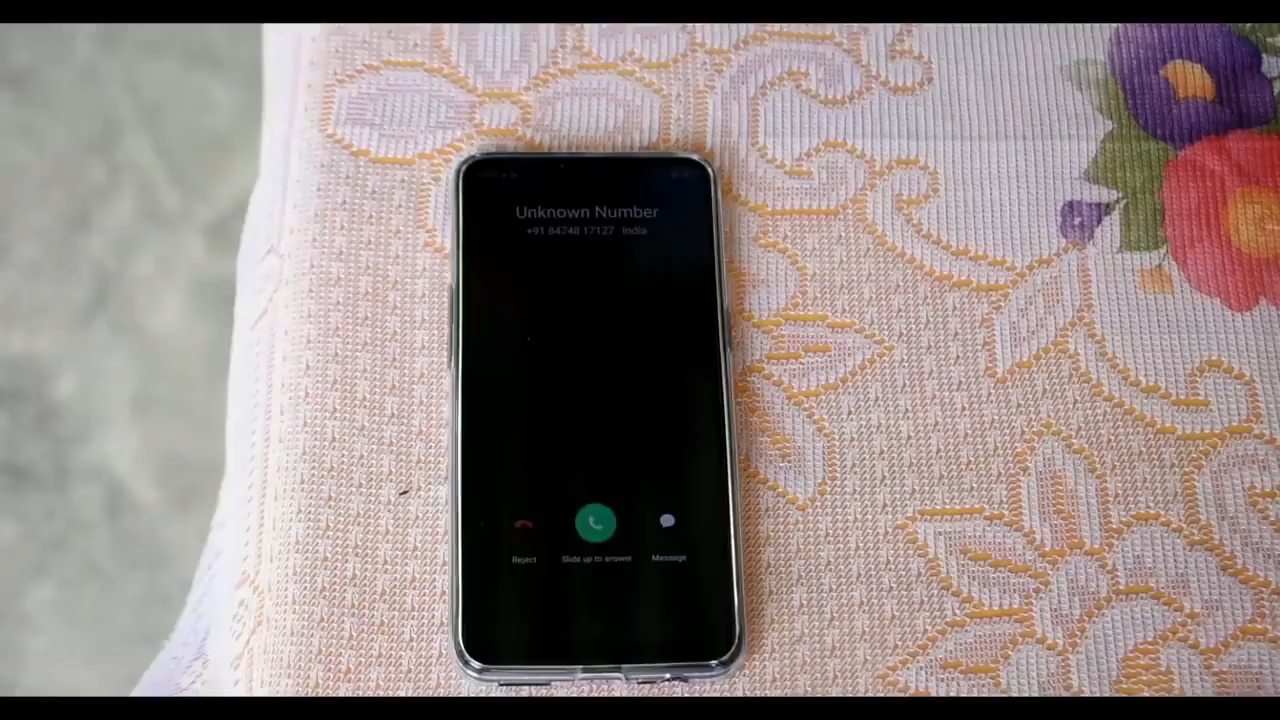 Unknown Number
+91 84748 17127 India
Reject
Slide up to answer
Message